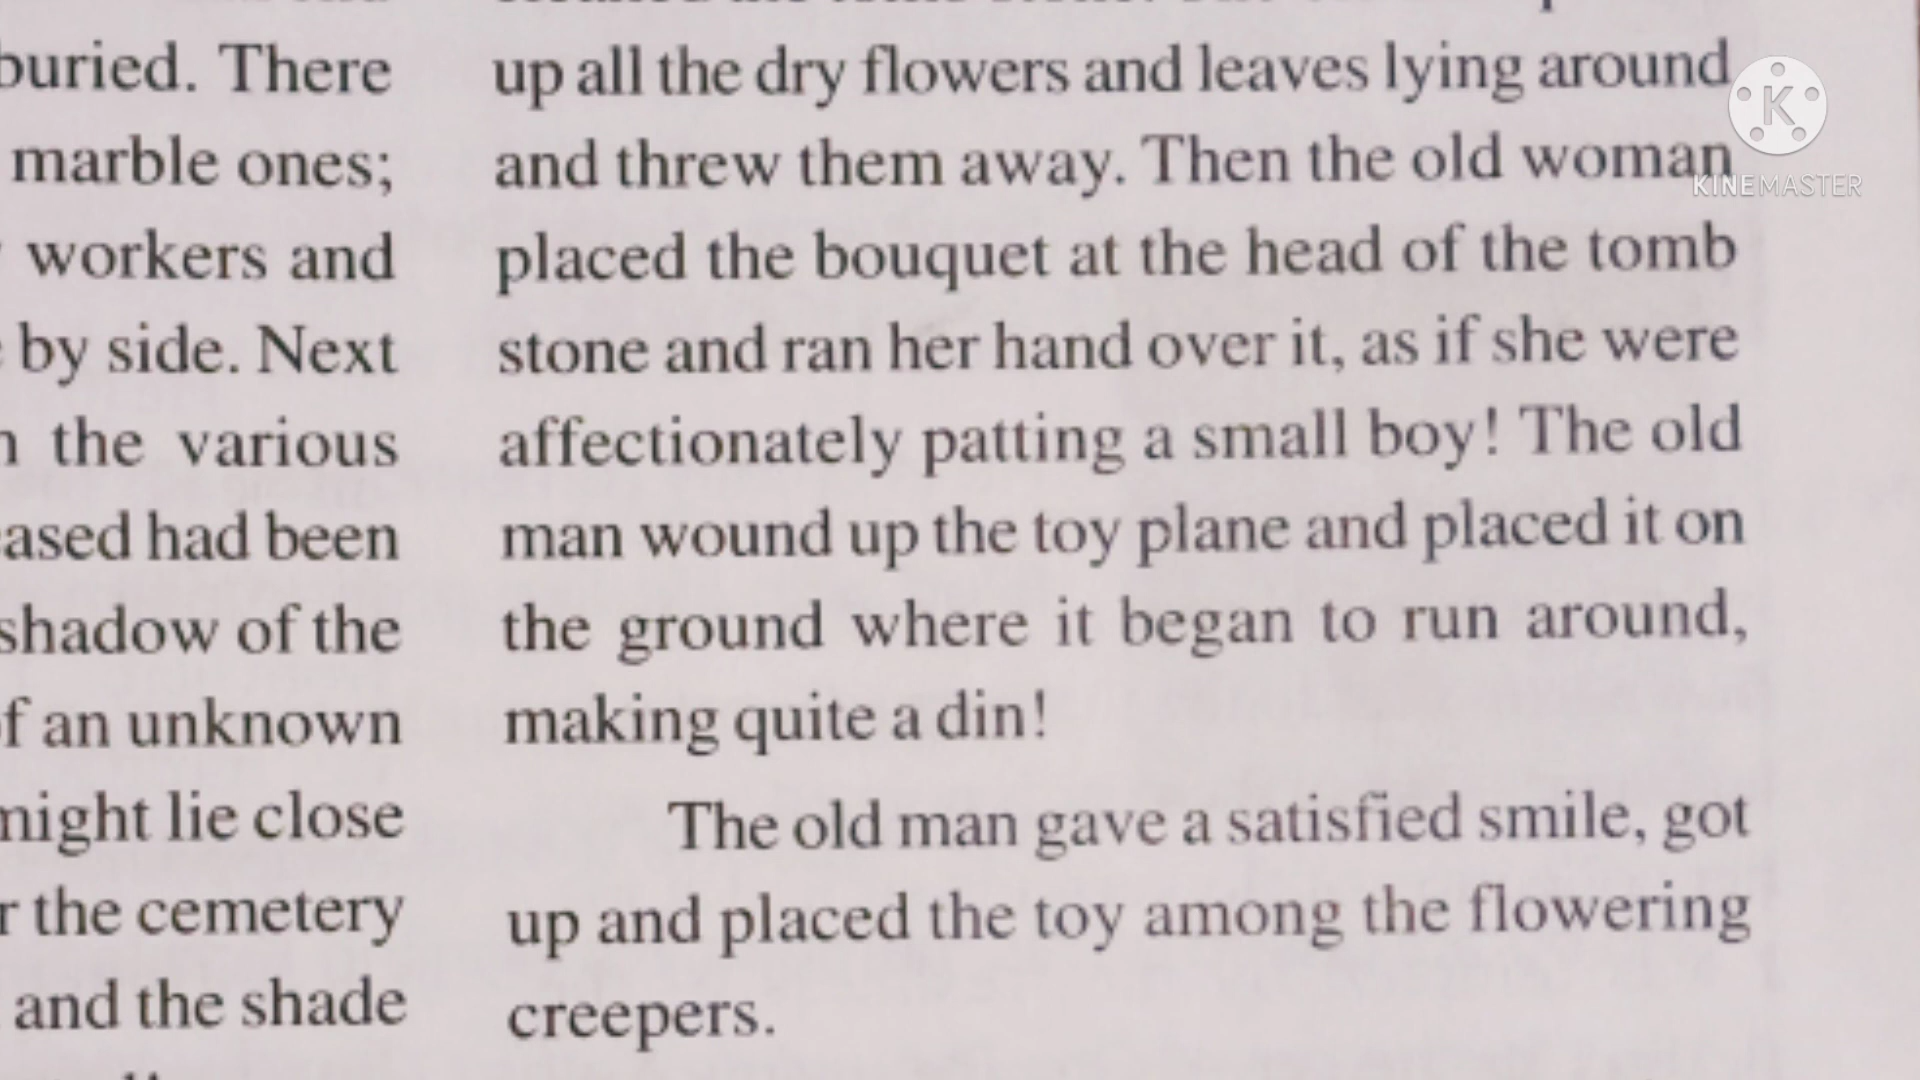 buried. There
marble ones;
workers and
by side. Next
the various
had been
shadow of the
an unknown
might lie close
the cemetery
and the shade
up all the dry flowers and leaves lying around
and threw them away. Then the old woman
placed the bouquet at the head of the tomb
stone and ran her hand over it, as if she were
affectionately patting a small boy! The old
man wound up the toy plane and placed it on
the ground where it began to run around,
making quite a din!
The old man gave a satisfied smile, got
up and placed the toy among the flowering
creepers.
K
KINEMASTER